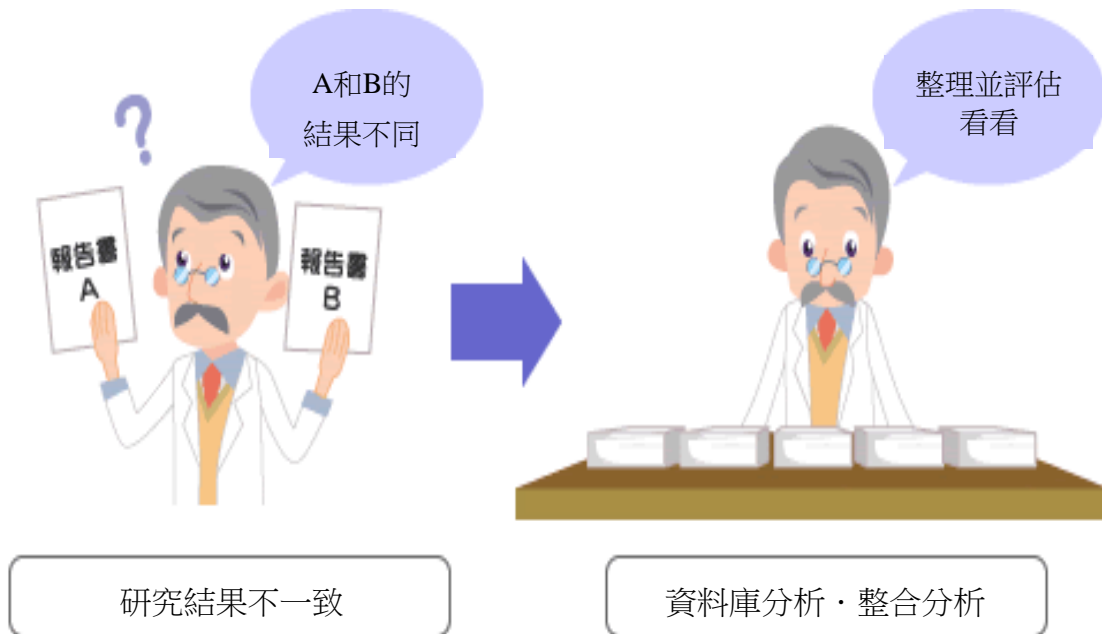 A和B的
結果不同
?
報告書
A
報告書
B
研究結果不一致
整理並評估
看看
資料庫分析．整合分析